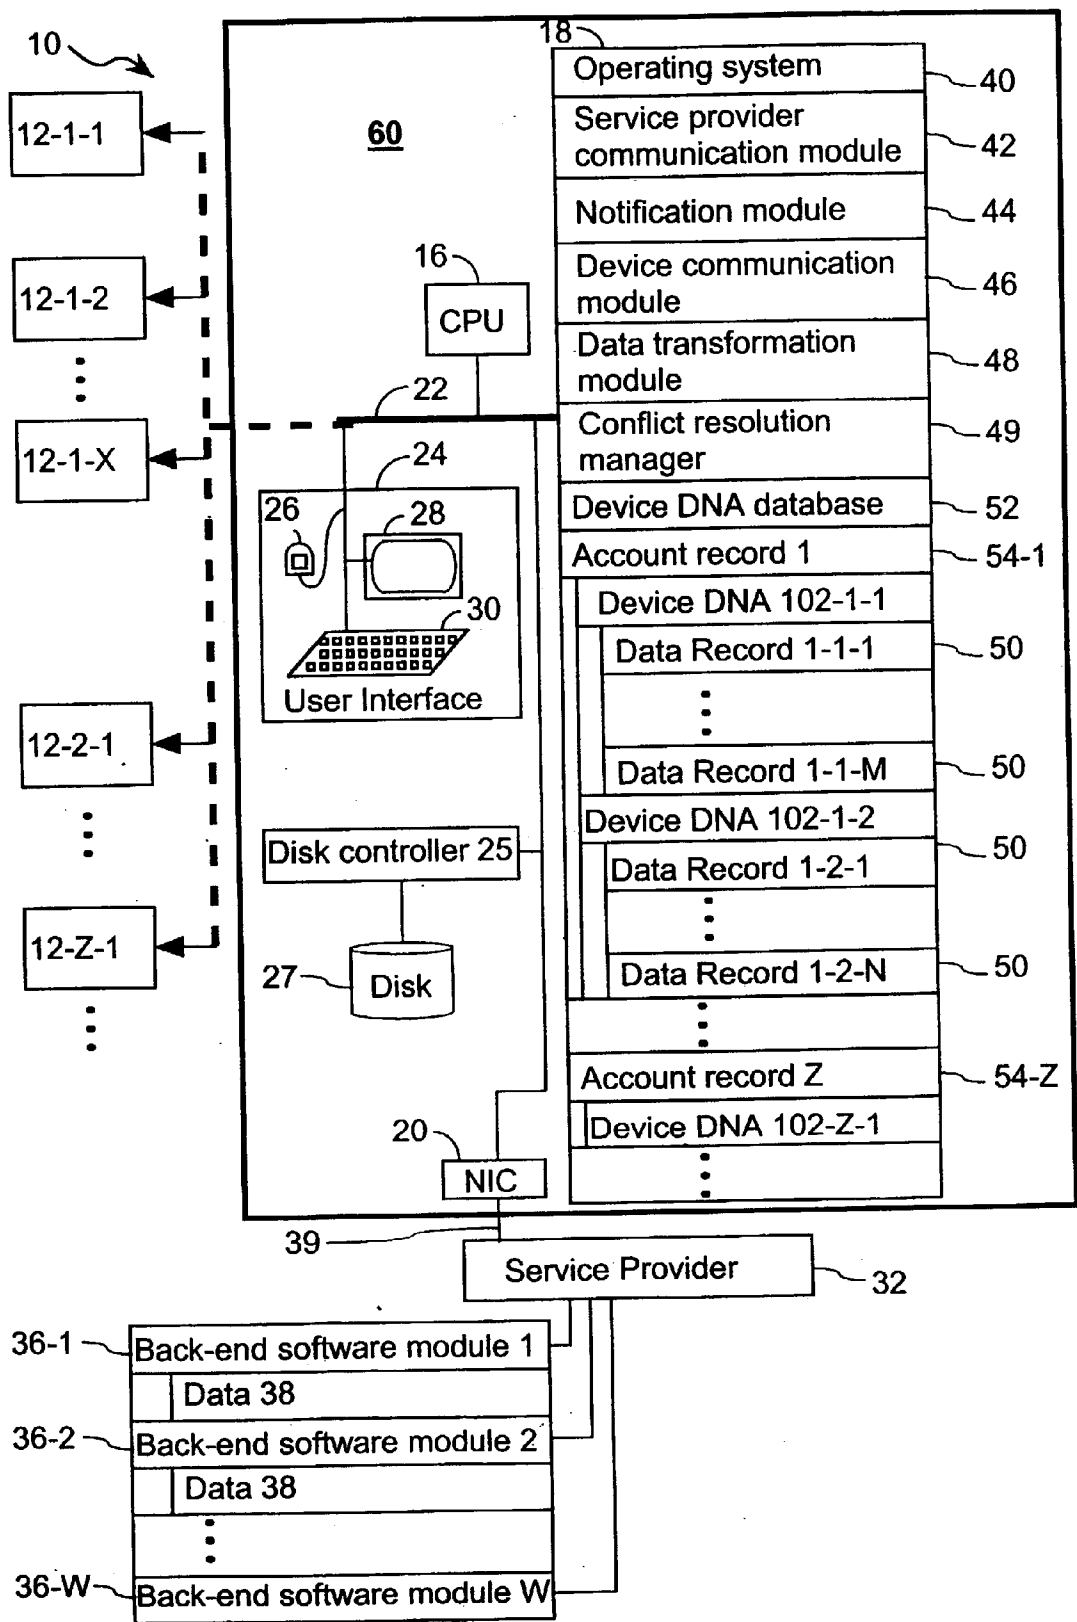 10
12-1-1
12-1-2
12-1-X
12-2-1
12-Z-1
60
16
CPU
22
24
26
28
30
User Interface
Disk controller 25
27
Disk
20
NIC
39
18
Operating system
40
Service provider
communication module
42
Notification module
44
Device communication
module
46
Data transformation
module
48
Conflict resolution
manager
49
Device DNA database
52
Account record 1
54-1
Device DNA 102-1-1
Data Record 1-1-1
50
Data Record 1-1-M
50
Device DNA 102-1-2
Data Record 1-2-1
50
Data Record 1-2-N
50
Account record Z
54-Z
Device DNA 102-Z-1
Service Provider
32
36-1
Back-end software module 1
Data 38
36-2
Back-end software module 2
Data 38
36-W
Back-end software module W